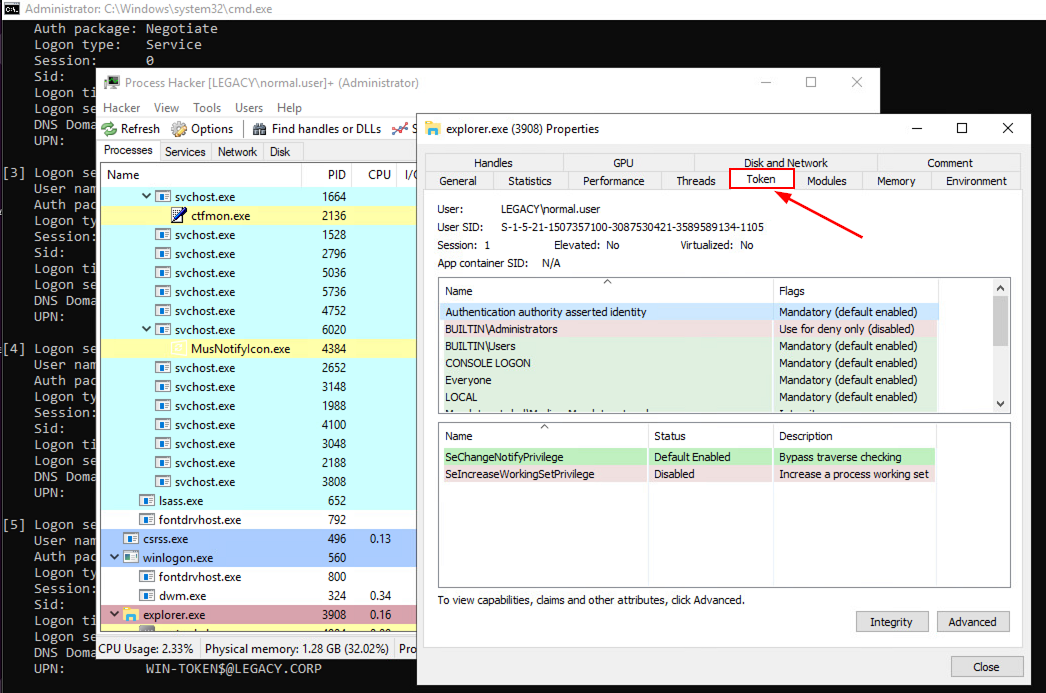 Administrator: C:\Windows\system32\cmd.exe
Auth package: Negotiate
Logon type: Service
Session: 0
Sid:
Logon ti
Logon se
DNS Doma
UPN:
[3] Logon se
User nam
Auth pac
Logon ty
Session:
Sid:
Logon ti
Logon se
DNS Doma
UPN:
[4] Logon se
User nam
Auth pac
Logon ty
Session:
Sid:
Logon ti
Logon se
DNS Doma
UPN:
[5] Logon se
User nam
Auth pac
Logon ty
Session:
Sid:
Logon ti
Logon se
DNS Doma
UPN: WIN-TOKEN$@LEGACY.CORP
Process Hacker [LEGACY\normal.user]+ (Administrator)
Hacker View Tools Users Help
Refresh Options Find handles or DLLs S
Processes Services Network Disk
Name PID CPU I/O
svchost.exe 1664
ctfmon.exe 2136
svchost.exe 1528
svchost.exe 2796
svchost.exe 5036
svchost.exe 5736
svchost.exe 4752
svchost.exe 6020
MusNotifyIcon.exe 4384
svchost.exe 2652
svchost.exe 3148
svchost.exe 1988
svchost.exe 4100
svchost.exe 3048
svchost.exe 2188
svchost.exe 3808
lsass.exe 652
fontdrvhost.exe 792
csrss.exe 496 0.13
winlogon.exe 560
fontdrvhost.exe 800
dwm.exe 324 0.34
explorer.exe 3908 0.16
CPU Usage: 2.33% Physical memory: 1.28 GB (32.02%) Pro
explorer.exe (3908) Properties
Handles GPU Disk and Network Comment
General Statistics Performance Threads Token Modules Memory Environment
User: LEGACY\normal.user
User SID: S-1-5-21-1507357100-3087530421-3589589134-1105
Session: 1 Elevated: No Virtualized: No
App container SID: N/A
Name Flags
Authentication authority asserted identity Mandatory (default enabled)
BUILTIN\Administrators Use for deny only (disabled)
BUILTIN\Users Mandatory (default enabled)
CONSOLE LOGON Mandatory (default enabled)
Everyone Mandatory (default enabled)
LOCAL Mandatory (default enabled)
Name Status Description
SeChangeNotifyPrivilege Default Enabled Bypass traverse checking
SeIncreaseWorkingSetPrivilege Disabled Increase a process working set
To view capabilities, claims and other attributes, click Advanced.
Integrity Advanced
Close